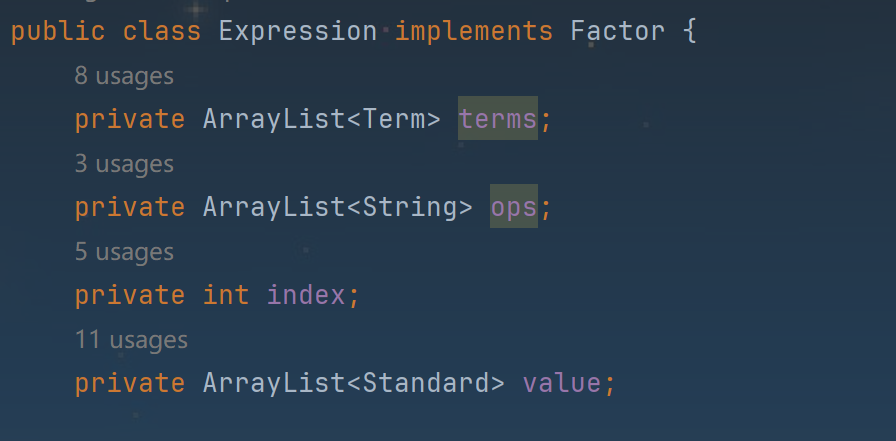 public class Expression implements Factor {
8 usages
private ArrayList<Term> terms;
3 usages
private ArrayList<String> ops;
5 usages
private int index;
11 usages
private ArrayList<Standard> value;